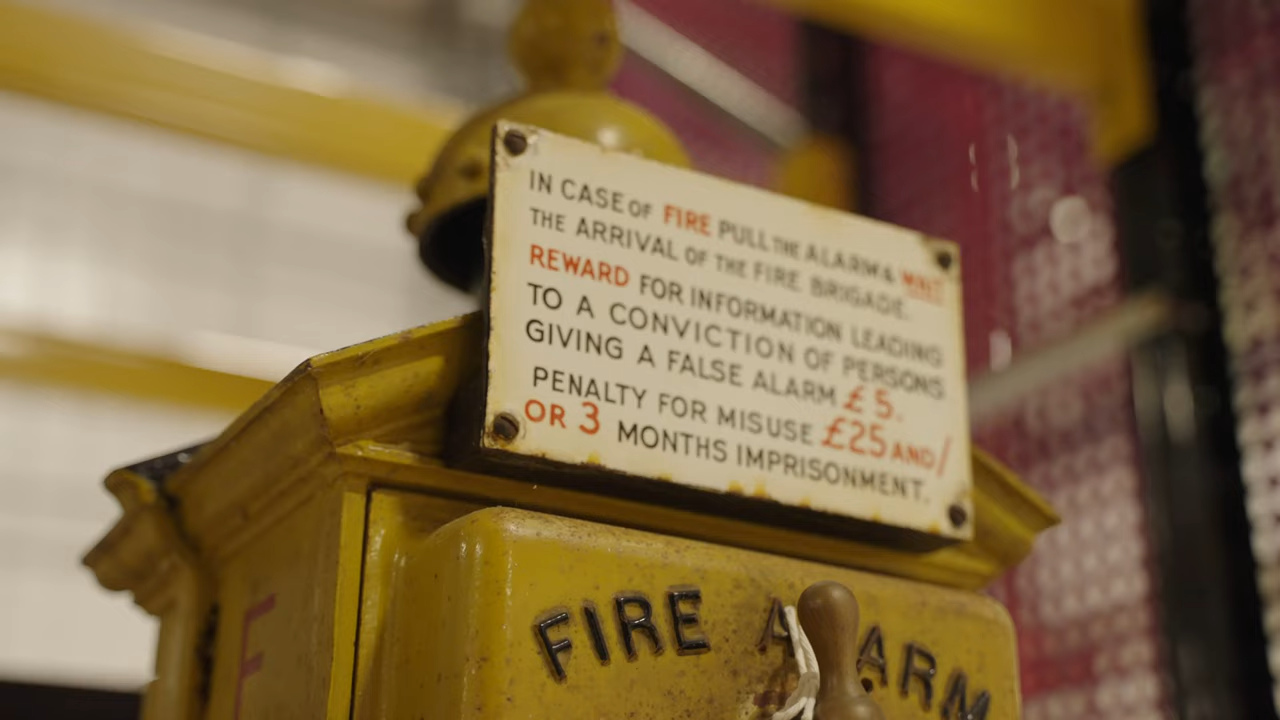 IN CASE OF FIRE PULL THE ALARM & WAIT
THE ARRIVAL OF THE FIRE BRIGADE.
REWARD FOR INFORMATION LEADING
TO A CONVICTION OF PERSONS
GIVING A FALSE ALARM £5.
PENALTY FOR MISUSE £25 AND/
OR 3 MONTHS IMPRISONMENT.
FIRE ALARM
F